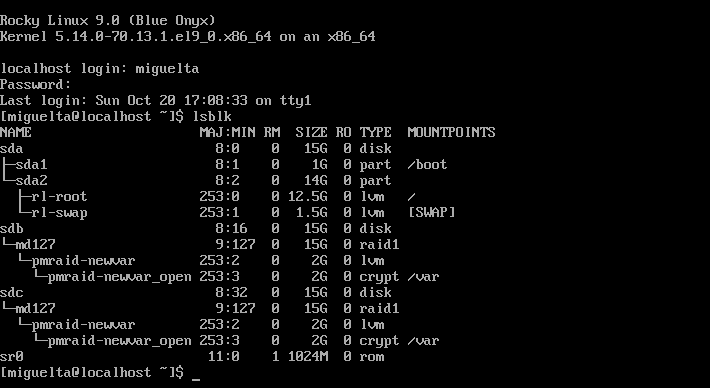 Rocky Linux 9.0 (Blue Onyx)
Kernel 5.14.0-70.13.1.el9_0.x86_64 on an x86_64

localhost login: miguelta
Password:
Last login: Sun Oct 20 17:08:33 on tty1
[miguelta@localhost ~]$ lsblk
NAME                    MAJ:MIN RM  SIZE RO TYPE  MOUNTPOINTS
sda                       8:0    0   15G  0 disk
├─sda1                    8:1    0    1G  0 part  /boot
└─sda2                    8:2    0   14G  0 part
  ├─rl-root             253:0    0 12.5G  0 lvm   /
  └─rl-swap             253:1    0  1.5G  0 lvm   [SWAP]
sdb                       8:16   0   15G  0 disk
└─md127                   9:127  0   15G  0 raid1
  └─pmraid-newvar       253:2    0    2G  0 lvm
    └─pmraid-newvar_open 253:3    0    2G  0 crypt /var
sdc                       8:32   0   15G  0 disk
└─md127                   9:127  0   15G  0 raid1
  └─pmraid-newvar       253:2    0    2G  0 lvm
    └─pmraid-newvar_open 253:3    0    2G  0 crypt /var
sr0                      11:0    1 1024M  0 rom
[miguelta@localhost ~]$ _